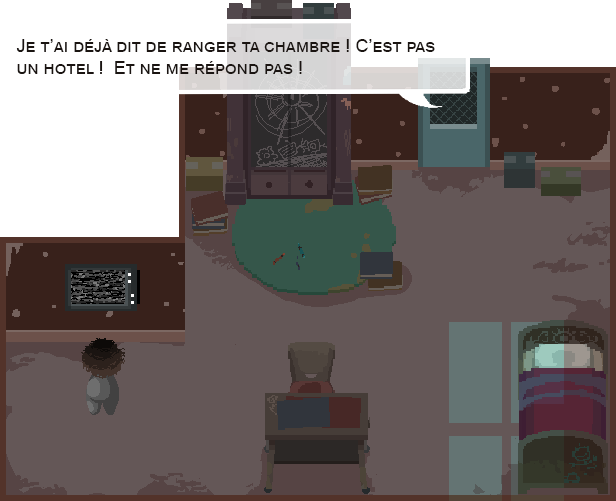 Je t'ai déjà dit de ranger ta chambre ! C'est pas
un hotel !  Et ne me répond pas !